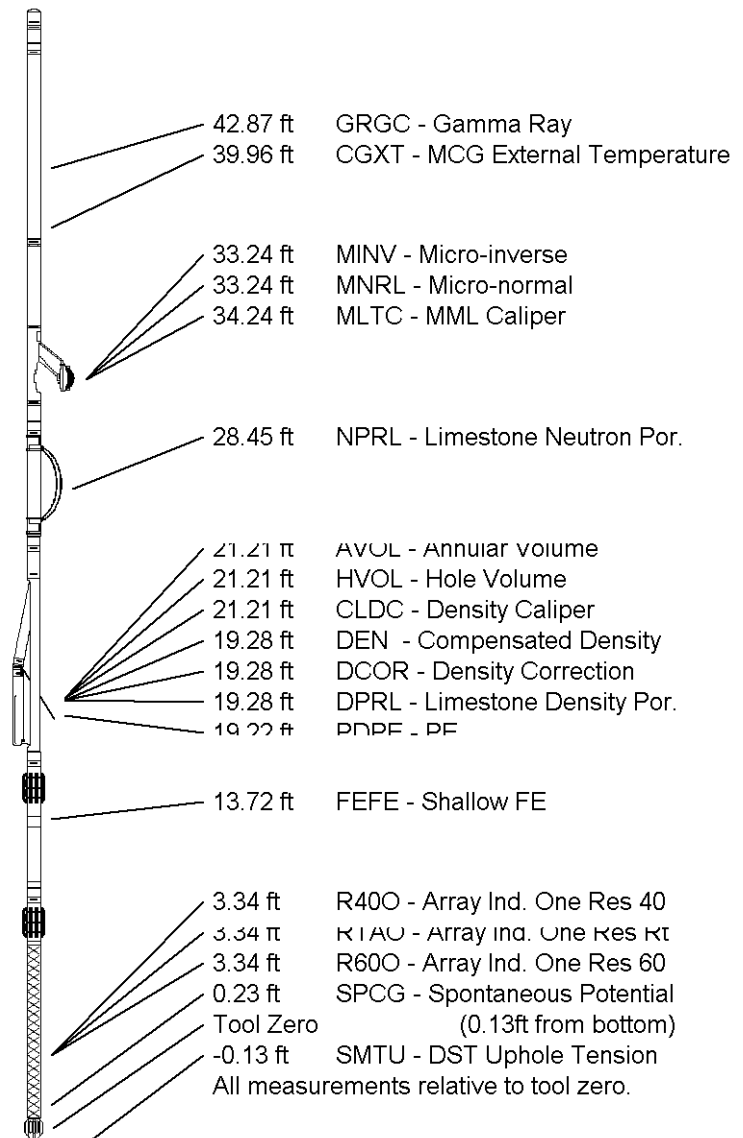 42.87 ft GRGC - Gamma Ray
39.96 ft CGXT - MCG External Temperature
33.24 ft MINV - Micro-inverse
33.24 ft MNRL - Micro-normal
34.24 ft MLTC - MML Caliper
28.45 ft NPRL - Limestone Neutron Por.
21.21 ft AVOL - Annular Volume
21.21 ft HVOL - Hole Volume
21.21 ft CLDC - Density Caliper
19.28 ft DEN - Compensated Density
19.28 ft DCOR - Density Correction
19.28 ft DPRL - Limestone Density Por.
19.22 ft PDPE - PE
13.72 ft FEFE - Shallow FE
3.34 ft R40O - Array Ind. One Res 40
3.34 ft RTAO - Array Ind. One Res Rt
3.34 ft R60O - Array Ind. One Res 60
0.23 ft SPCG - Spontaneous Potential
Tool Zero (0.13ft from bottom)
-0.13 ft SMTU - DST Uphole Tension
All measurements relative to tool zero.